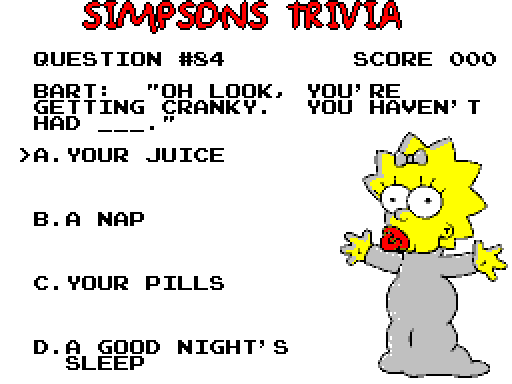 SIMPSONS TRIVIA
QUESTION #84 SCORE 000
BART: "OH LOOK, YOU'RE
GETTING CRANKY. YOU HAVEN'T
HAD ___."
>A.YOUR JUICE
B.A NAP
C.YOUR PILLS
D.A GOOD NIGHT'S
SLEEP